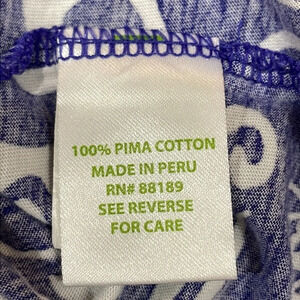 100% PIMA COTTON
MADE IN PERU
RN# 88189
SEE REVERSE
FOR CARE